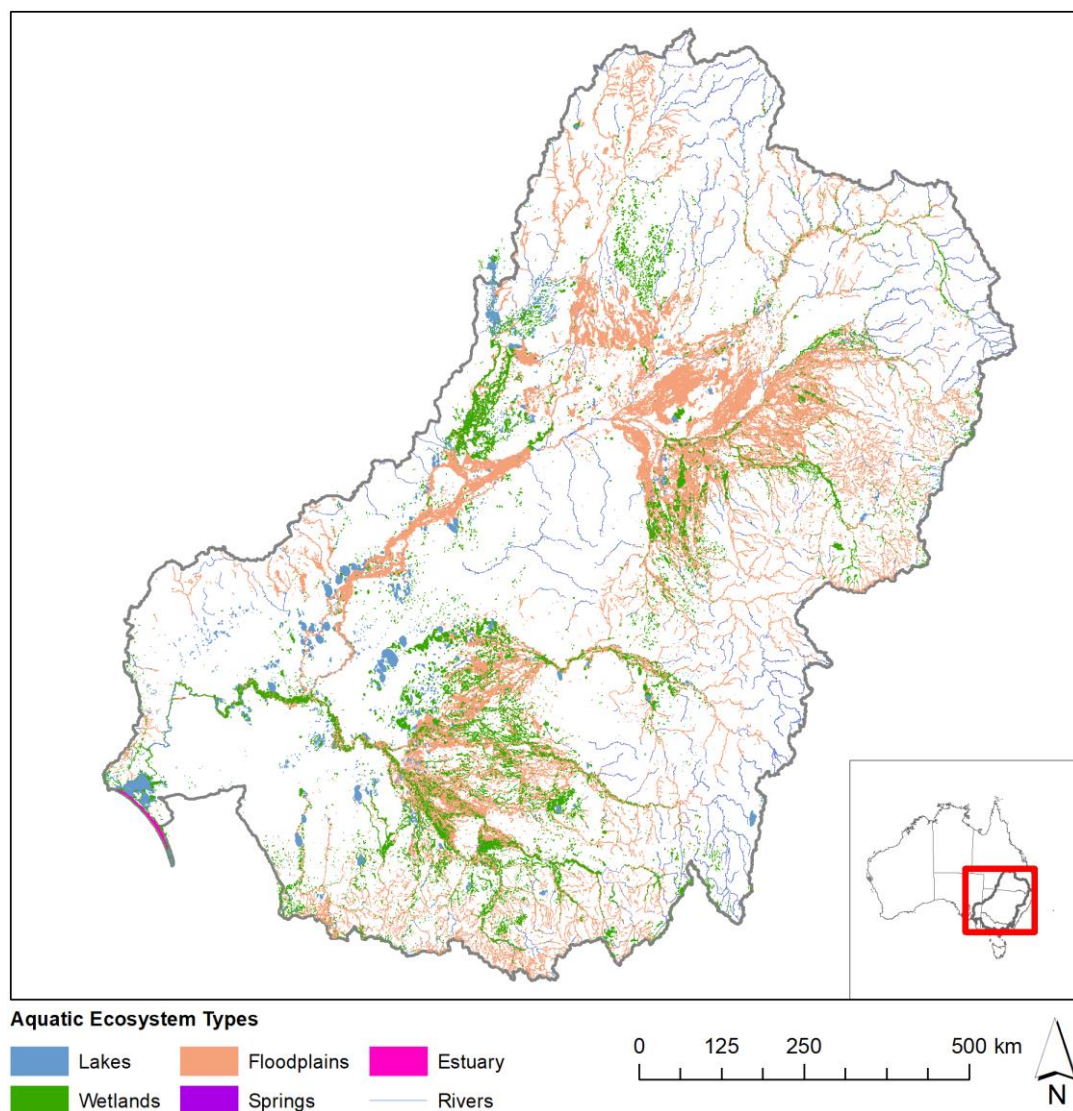 Aquatic Ecosystem Types
Lakes Floodplains Estuary
Wetlands Springs Rivers
0 125 250 500 km
N